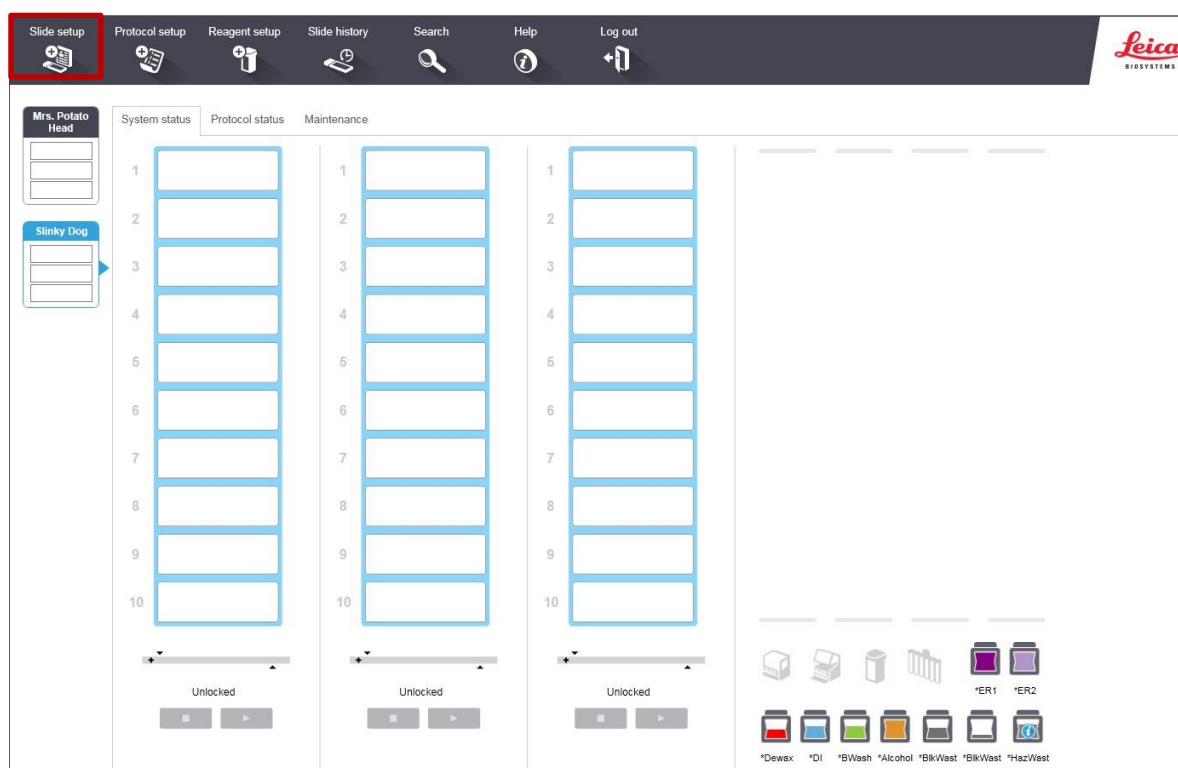 Slide setup
Protocol setup
Reagent setup
Slide history
Search
Help
Log out
Leica
BIOSYSTEMS
Mrs. Potato
Head
Slinky Dog
System status
Protocol status
Maintenance
1
2
3
4
5
6
7
8
9
10
Unlocked
1
2
3
4
5
6
7
8
9
10
Unlocked
1
2
3
4
5
6
7
8
9
10
Unlocked
*ER1 *ER2
*Dewax *DI *BWash *Alcohol *BlkWast *BlkWast *HazWast